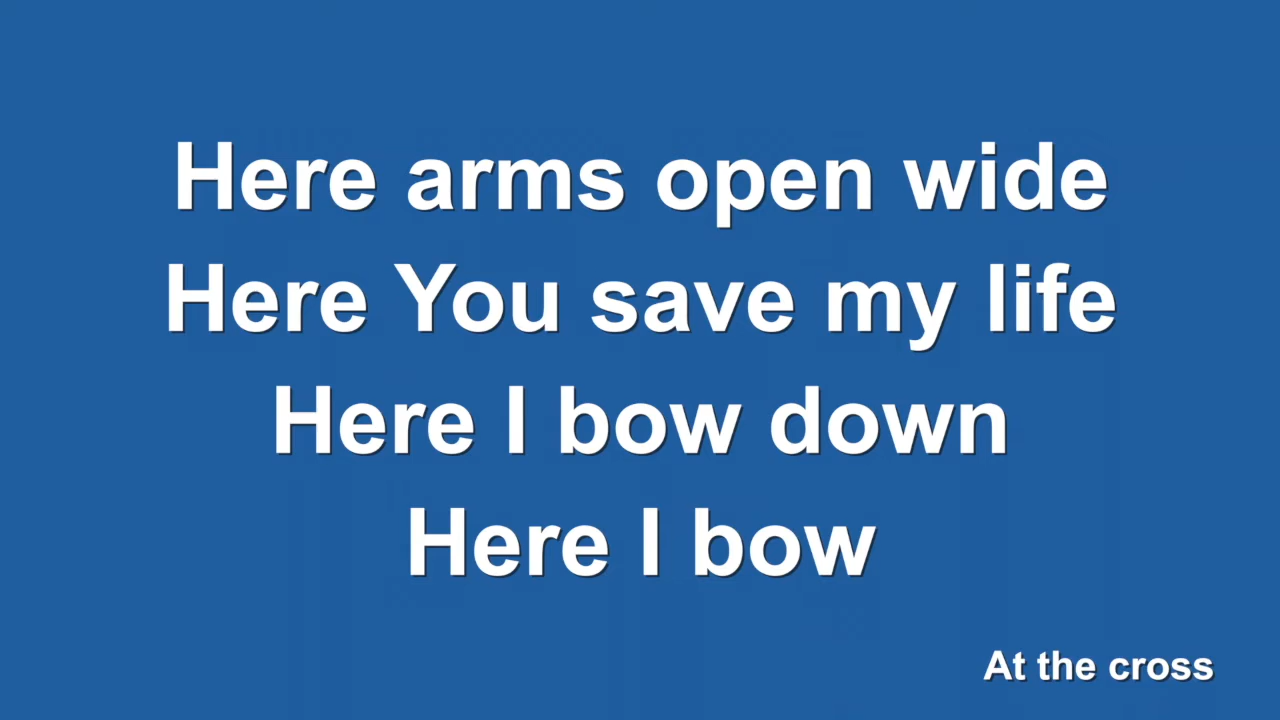 Here arms open wide
Here You save my life
Here I bow down
Here I bow
At the cross